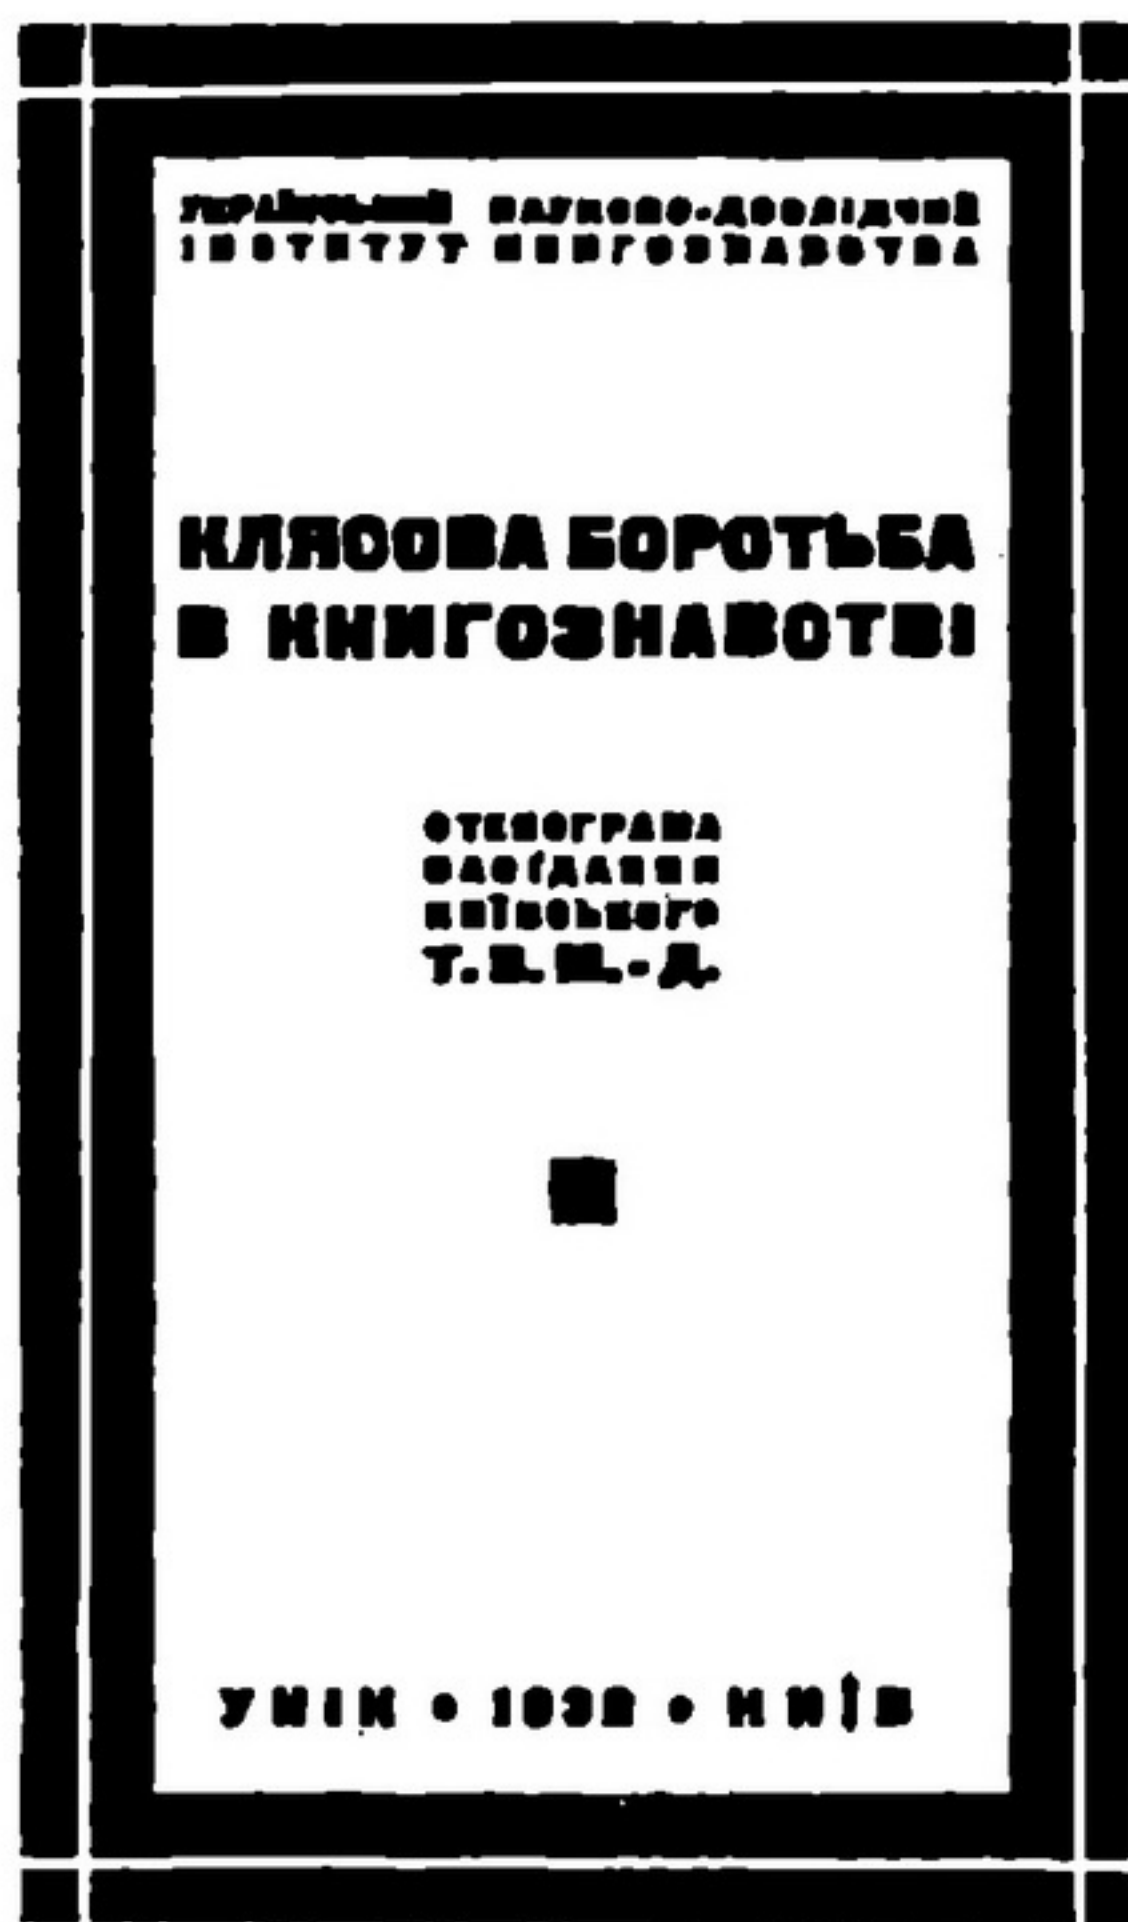 УКРАЇНСЬКИЙ НАУКОВО-ДОСЛІДЧИЙ
ІНСТИТУТ КНИГОЗНАВСТВА
КЛЯСОВА БОРОТЬБА
В КНИГОЗНАВСТВІ
СТЕНОГРАМА
ЗАСІДАННЯ
КИЇВСЬКОГО
Т.В.М.-Д.
УНІК • 1932 • КИЇВ